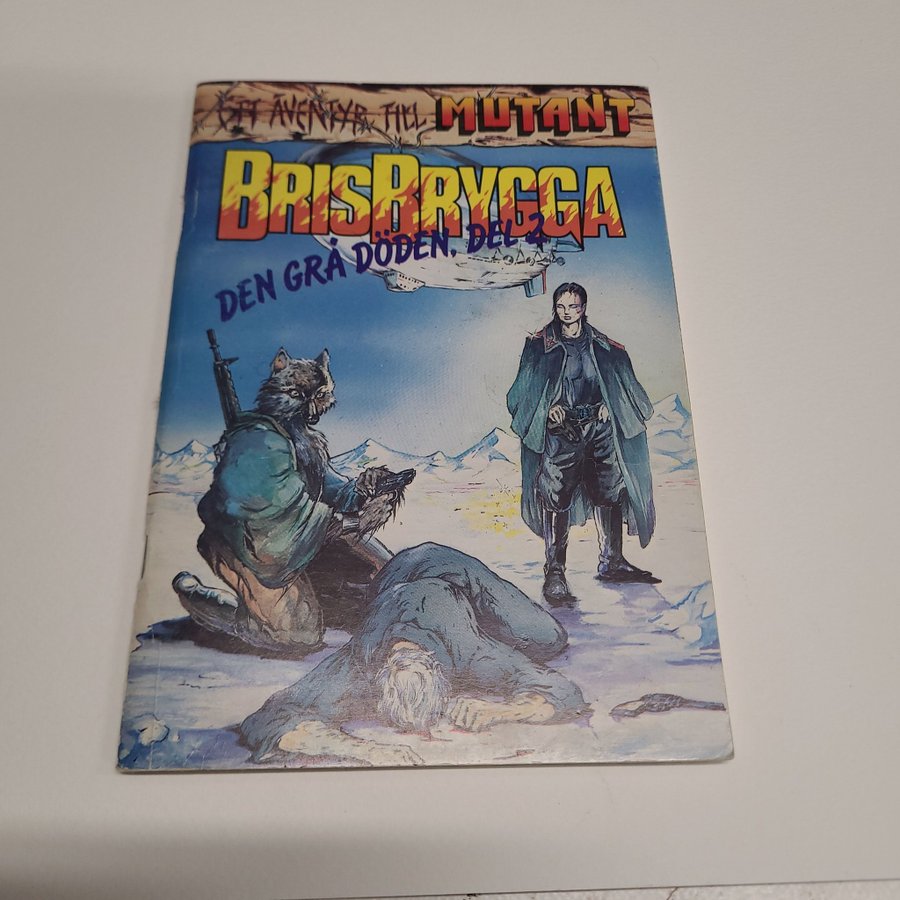 ETT ÄVENTYR TILL MUTANT
BRISBRYGGA
DEN GRÅ DÖDEN, DEL 2